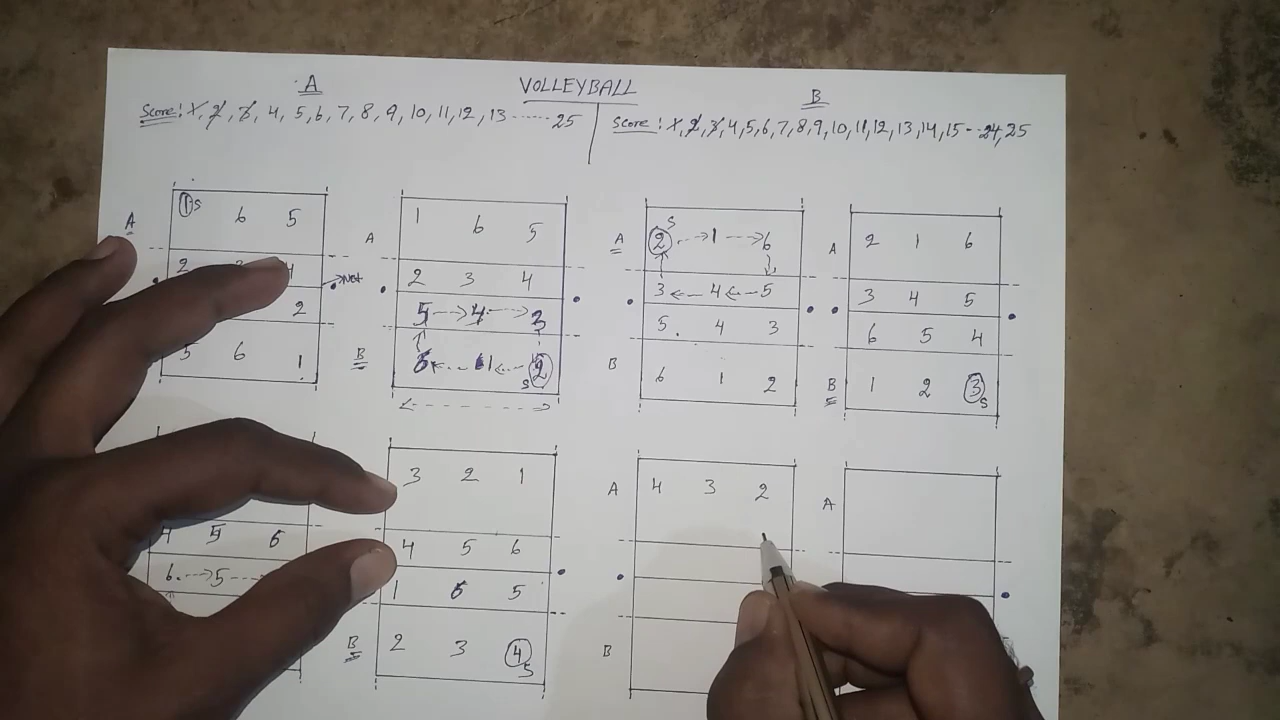 A VOLLEYBALL B
Score: 1, 2, 3, 4, 5, 6, 7, 8, 9, 10, 11, 12, 13 ...... 25
Score: 1, 2, 3, 4, 5, 6, 7, 8, 9, 10, 11, 12, 13, 14, 15 -- 24, 25
A
1 S 6 5
2 3 4
Net
2
5 6 1
A
1 6 5
2 3 4
5 4 3
B
6 1 2 S
A
2 S 1 6
3 4 5
5 4 3
B
6 1 2
A
2 1 6
3 4 5
6 5 4
B
1 2 3 S
4 5 6
6 5
3 2 1
4 5 6
1 6 5
B
2 3 4 S
A
4 3 2
B
A